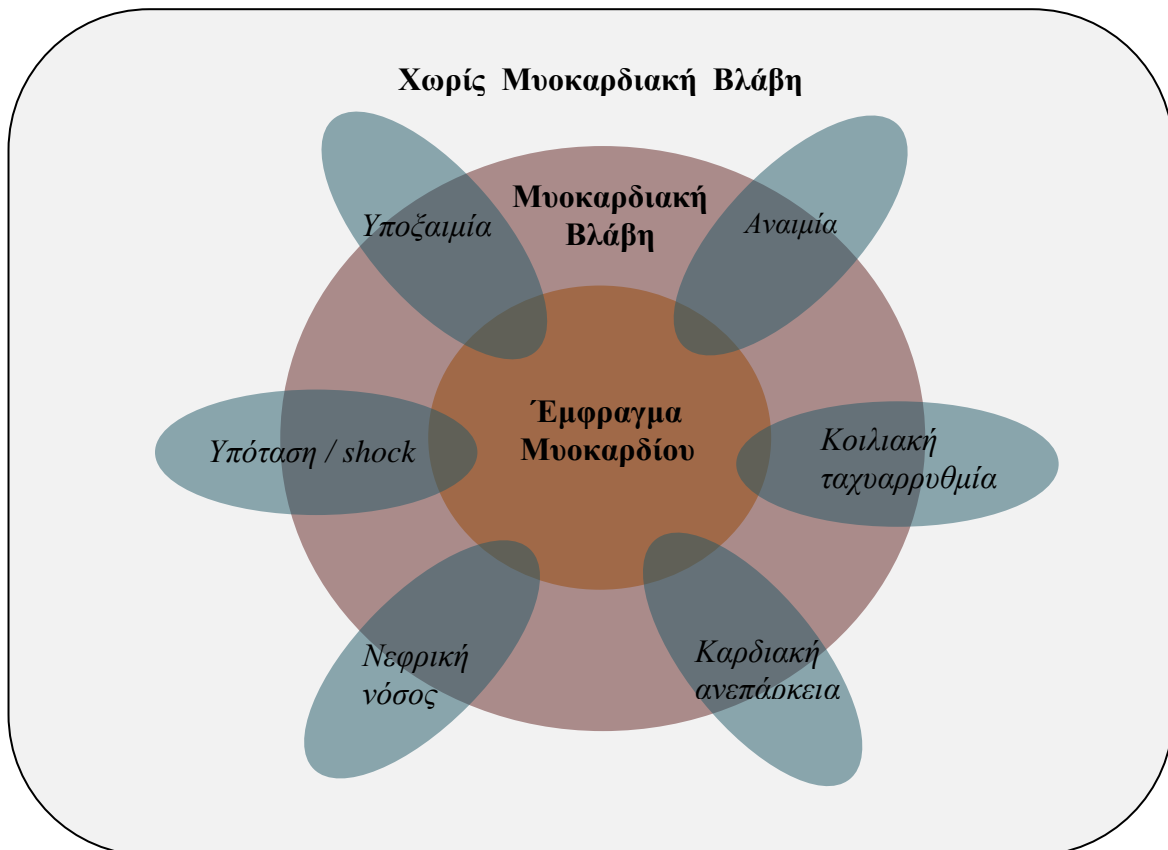 Χωρίς Μυοκαρδιακή Βλάβη
Μυοκαρδιακή
Βλάβη
Υποξαιμία
Αναιμία
Έμφραγμα
Μυοκαρδίου
Υπόταση / shock
Κοιλιακή
ταχυαρρυθμία
Νεφρική
νόσος
Καρδιακή
ανεπάρκεια